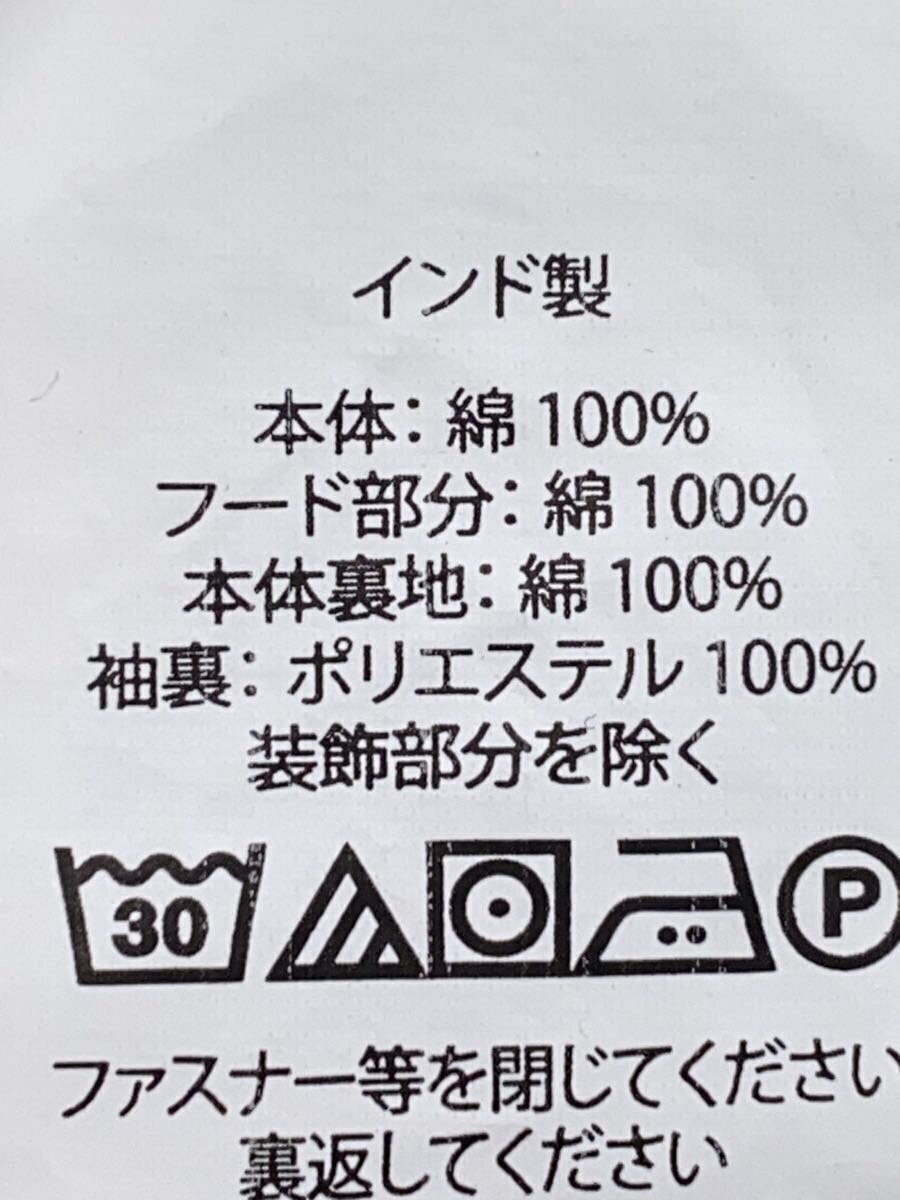 インド製
本体：綿 100%
フード部分：綿 100%
本体裏地：綿 100%
袖裏：ポリエステル 100%
装飾部分を除く
30 P
ファスナー等を閉じてください
裏返してください